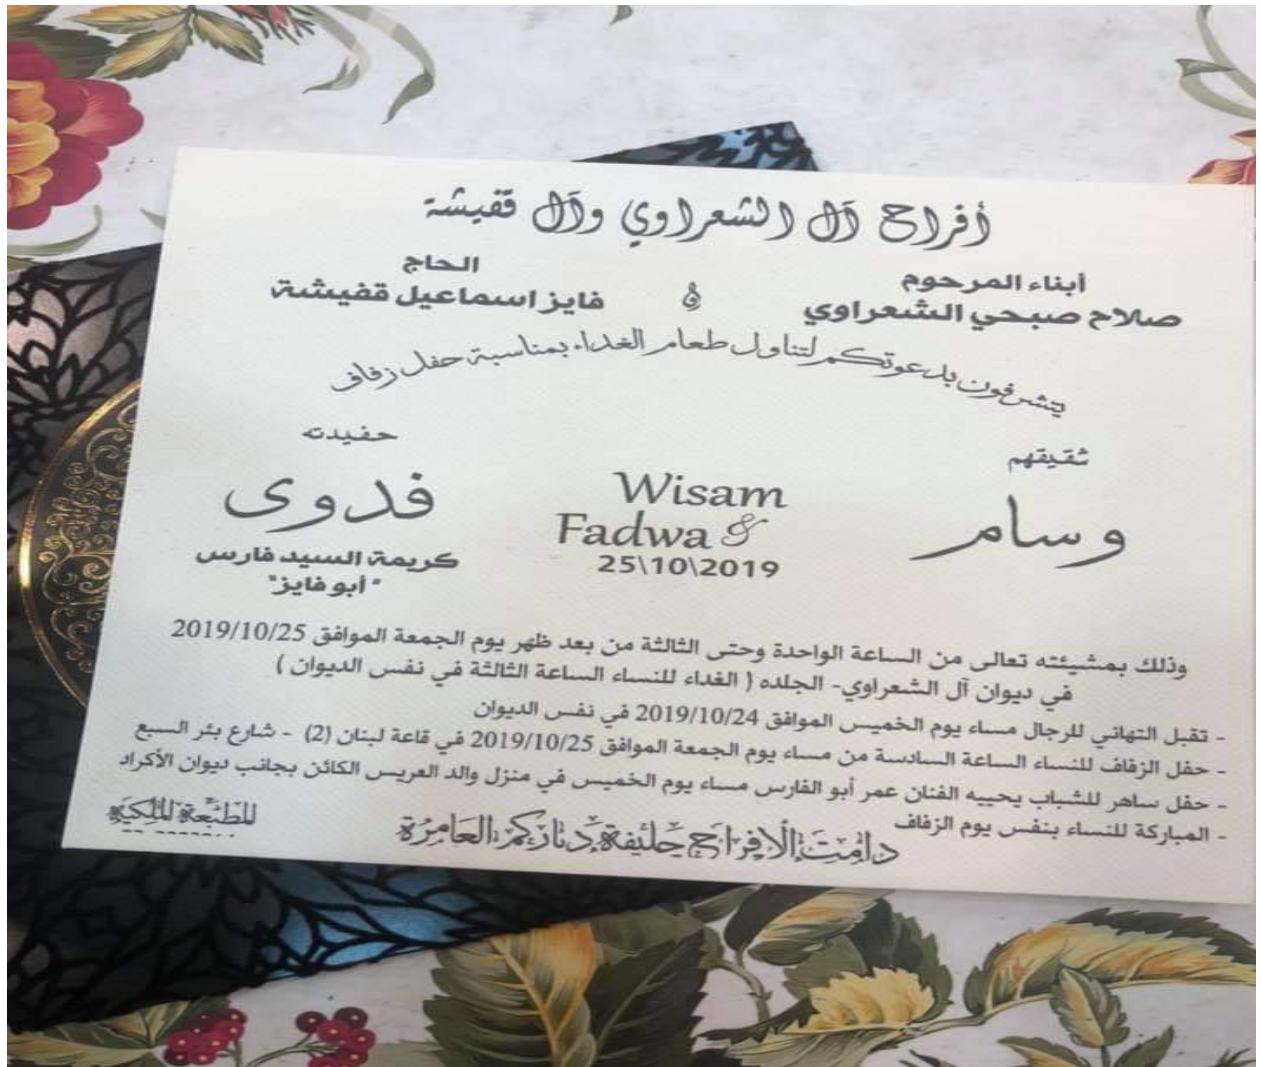 أفراح آل الشعراوي وآل قفيشة
أبناء المرحوم
صلاح صبحي الشعراوي
&
الحاج
فايز اسماعيل قفيشة
يتشرفون بدعوتكم لتناول طعام الغداء بمناسبة حفل زفاف
شقيقهم
وسام
Wisam
Fadwa &
25\10\2019
حفيدته
فدوى
كريمة السيد فارس
"أبو فايز"
وذلك بمشيئته تعالى من الساعة الواحدة وحتى الثالثة من بعد ظهر يوم الجمعة الموافق 2019/10/25
في ديوان آل الشعراوي- الجلده ( الغداء للنساء الساعة الثالثة في نفس الديوان )
- تقبل التهاني للرجال مساء يوم الخميس الموافق 2019/10/24 في نفس الديوان
- حفل الزفاف للنساء الساعة السادسة من مساء يوم الجمعة الموافق 2019/10/25 في قاعة لبنان (2) - شارع بئر السبع
- حفل ساهر للشباب يحييه الفنان عمر أبو الفارس مساء يوم الخميس في منزل والد العريس الكائن بجانب ديوان الأكراد
- المباركة للنساء بنفس يوم الزفاف
دامت الأفراح حليفة دياركم العامرة
المطبعة الملكية